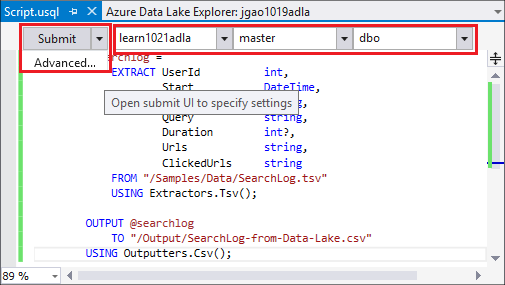 Script.usql Azure Data Lake Explorer: jgao1019adla
Submit learn1021adla master dbo
Advanced...
rchlog =
EXTRACT UserId int,
Start DateTime,
Open submit UI to specify settings
Query string,
Duration int?,
Urls string,
ClickedUrls string
FROM "/Samples/Data/SearchLog.tsv"
USING Extractors.Tsv();
OUTPUT @searchlog
TO "/Output/SearchLog-from-Data-Lake.csv"
USING Outputters.Csv();
89 %